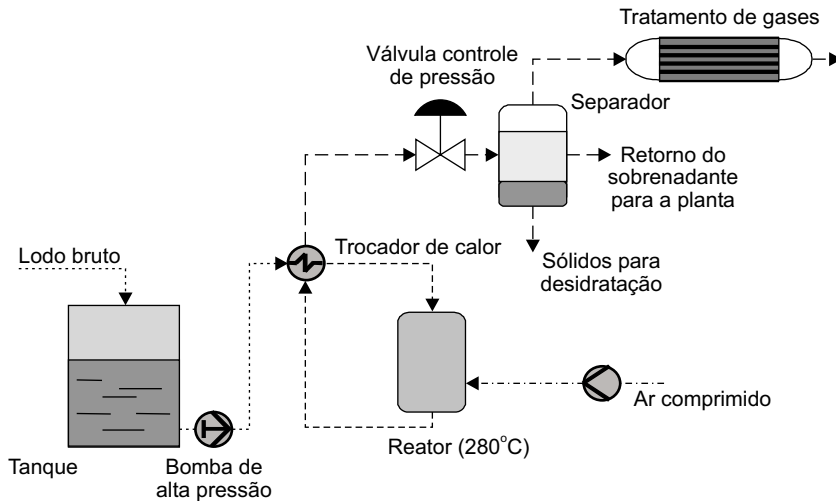 Tratamento de gases
Válvula controle
de pressão
Separador
Retorno do
sobrenadante
para a planta
Lodo bruto
Trocador de calor
Sólidos para
desidratação
Ar comprimido
Reator (280°C)
Tanque
Bomba de
alta pressão